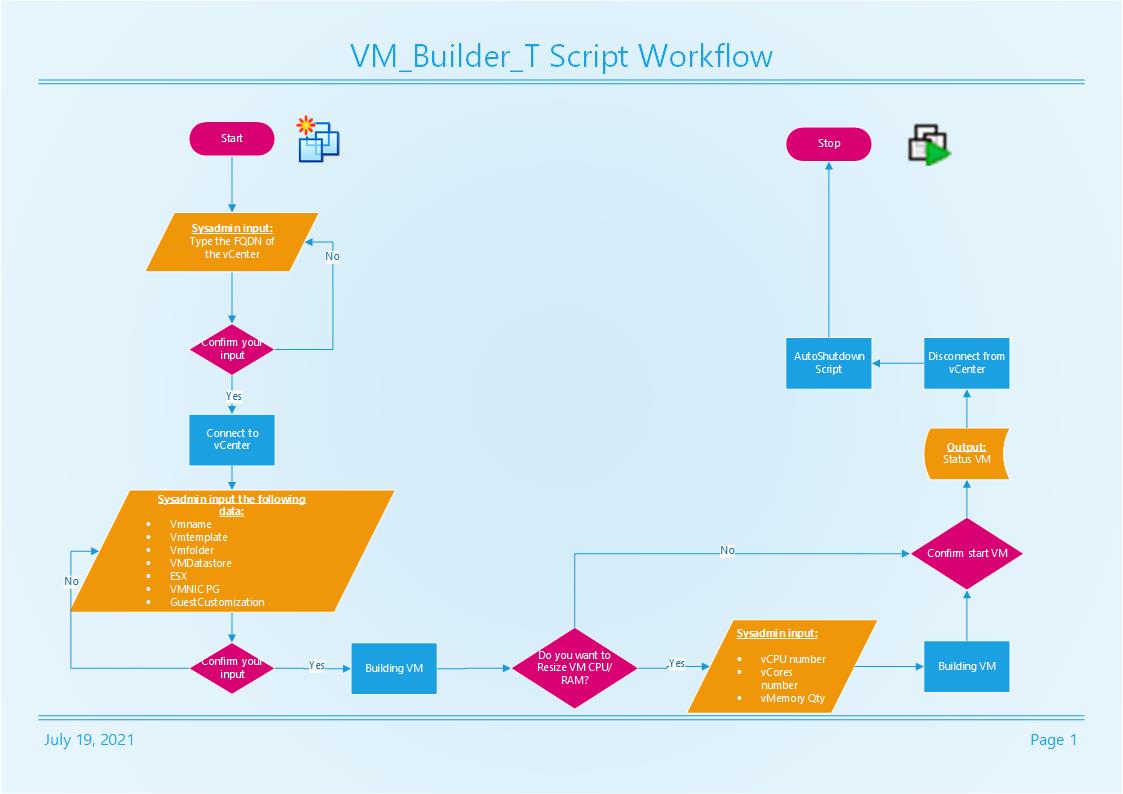 VM_Builder_T Script Workflow
Start
Sysadmin input:
Type the FQDN of
the vCenter
No
Confirm your
input
Yes
Connect to
vCenter
Sysadmin input the following
data:
• Vmname
• Vmtemplate
• Vmfolder
• VMDatastore
• ESX
• VMNIC PG
• GuestCustomization
No
Confirm your
input
Yes
Building VM
Do you want to
Resize VM CPU/
RAM?
No
Yes
Sysadmin input:
• vCPU number
• vCores
number
• vMemory Qty
Building VM
Confirm start VM
Output:
Status VM
Disconnect from
vCenter
AutoShutdown
Script
Stop
July 19, 2021
Page 1